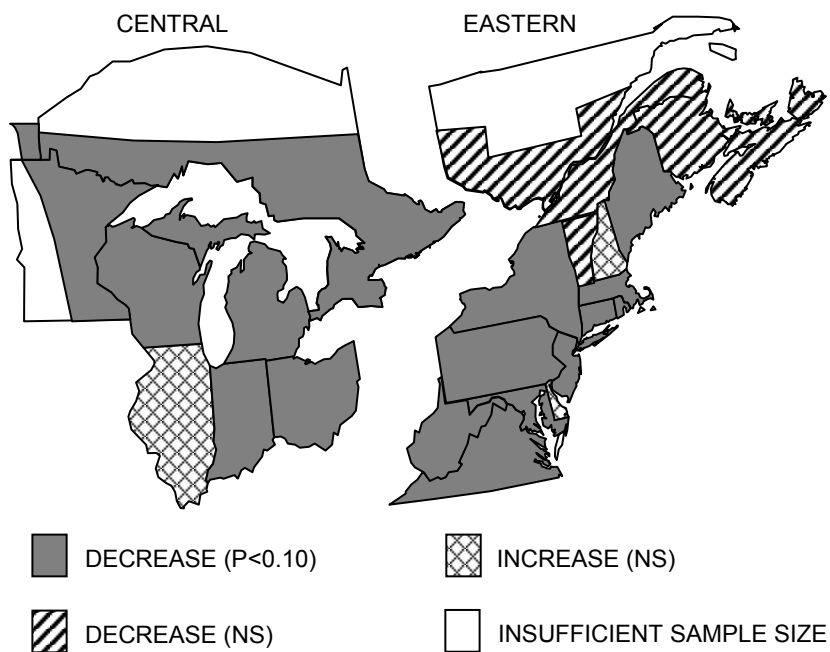 CENTRAL
EASTERN
DECREASE (P<0.10)
INCREASE (NS)
DECREASE (NS)
INSUFFICIENT SAMPLE SIZE